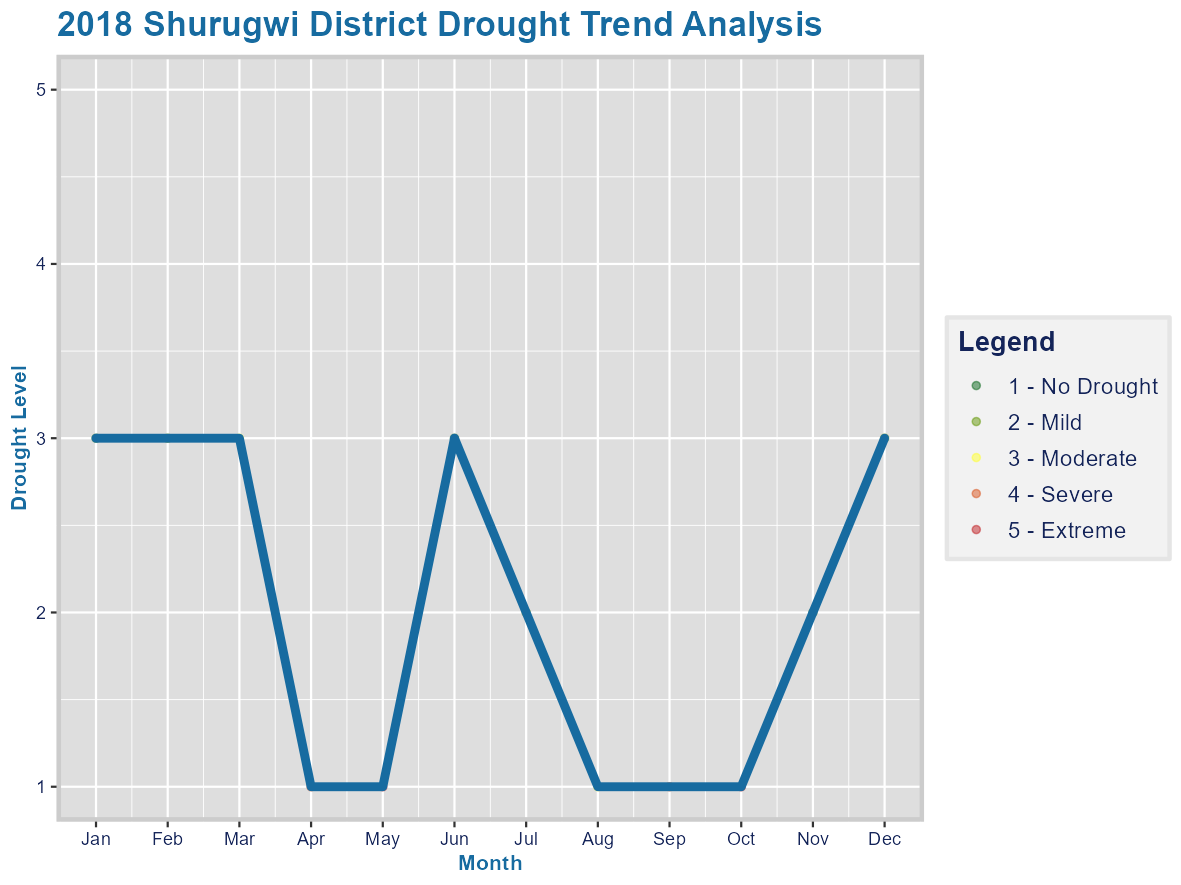 2018 Shurugwi District Drought Trend Analysis
5
4
3
2
1
Drought Level
Jan Feb Mar Apr May Jun Jul Aug Sep Oct Nov Dec
Month
Legend
1 - No Drought
2 - Mild
3 - Moderate
4 - Severe
5 - Extreme